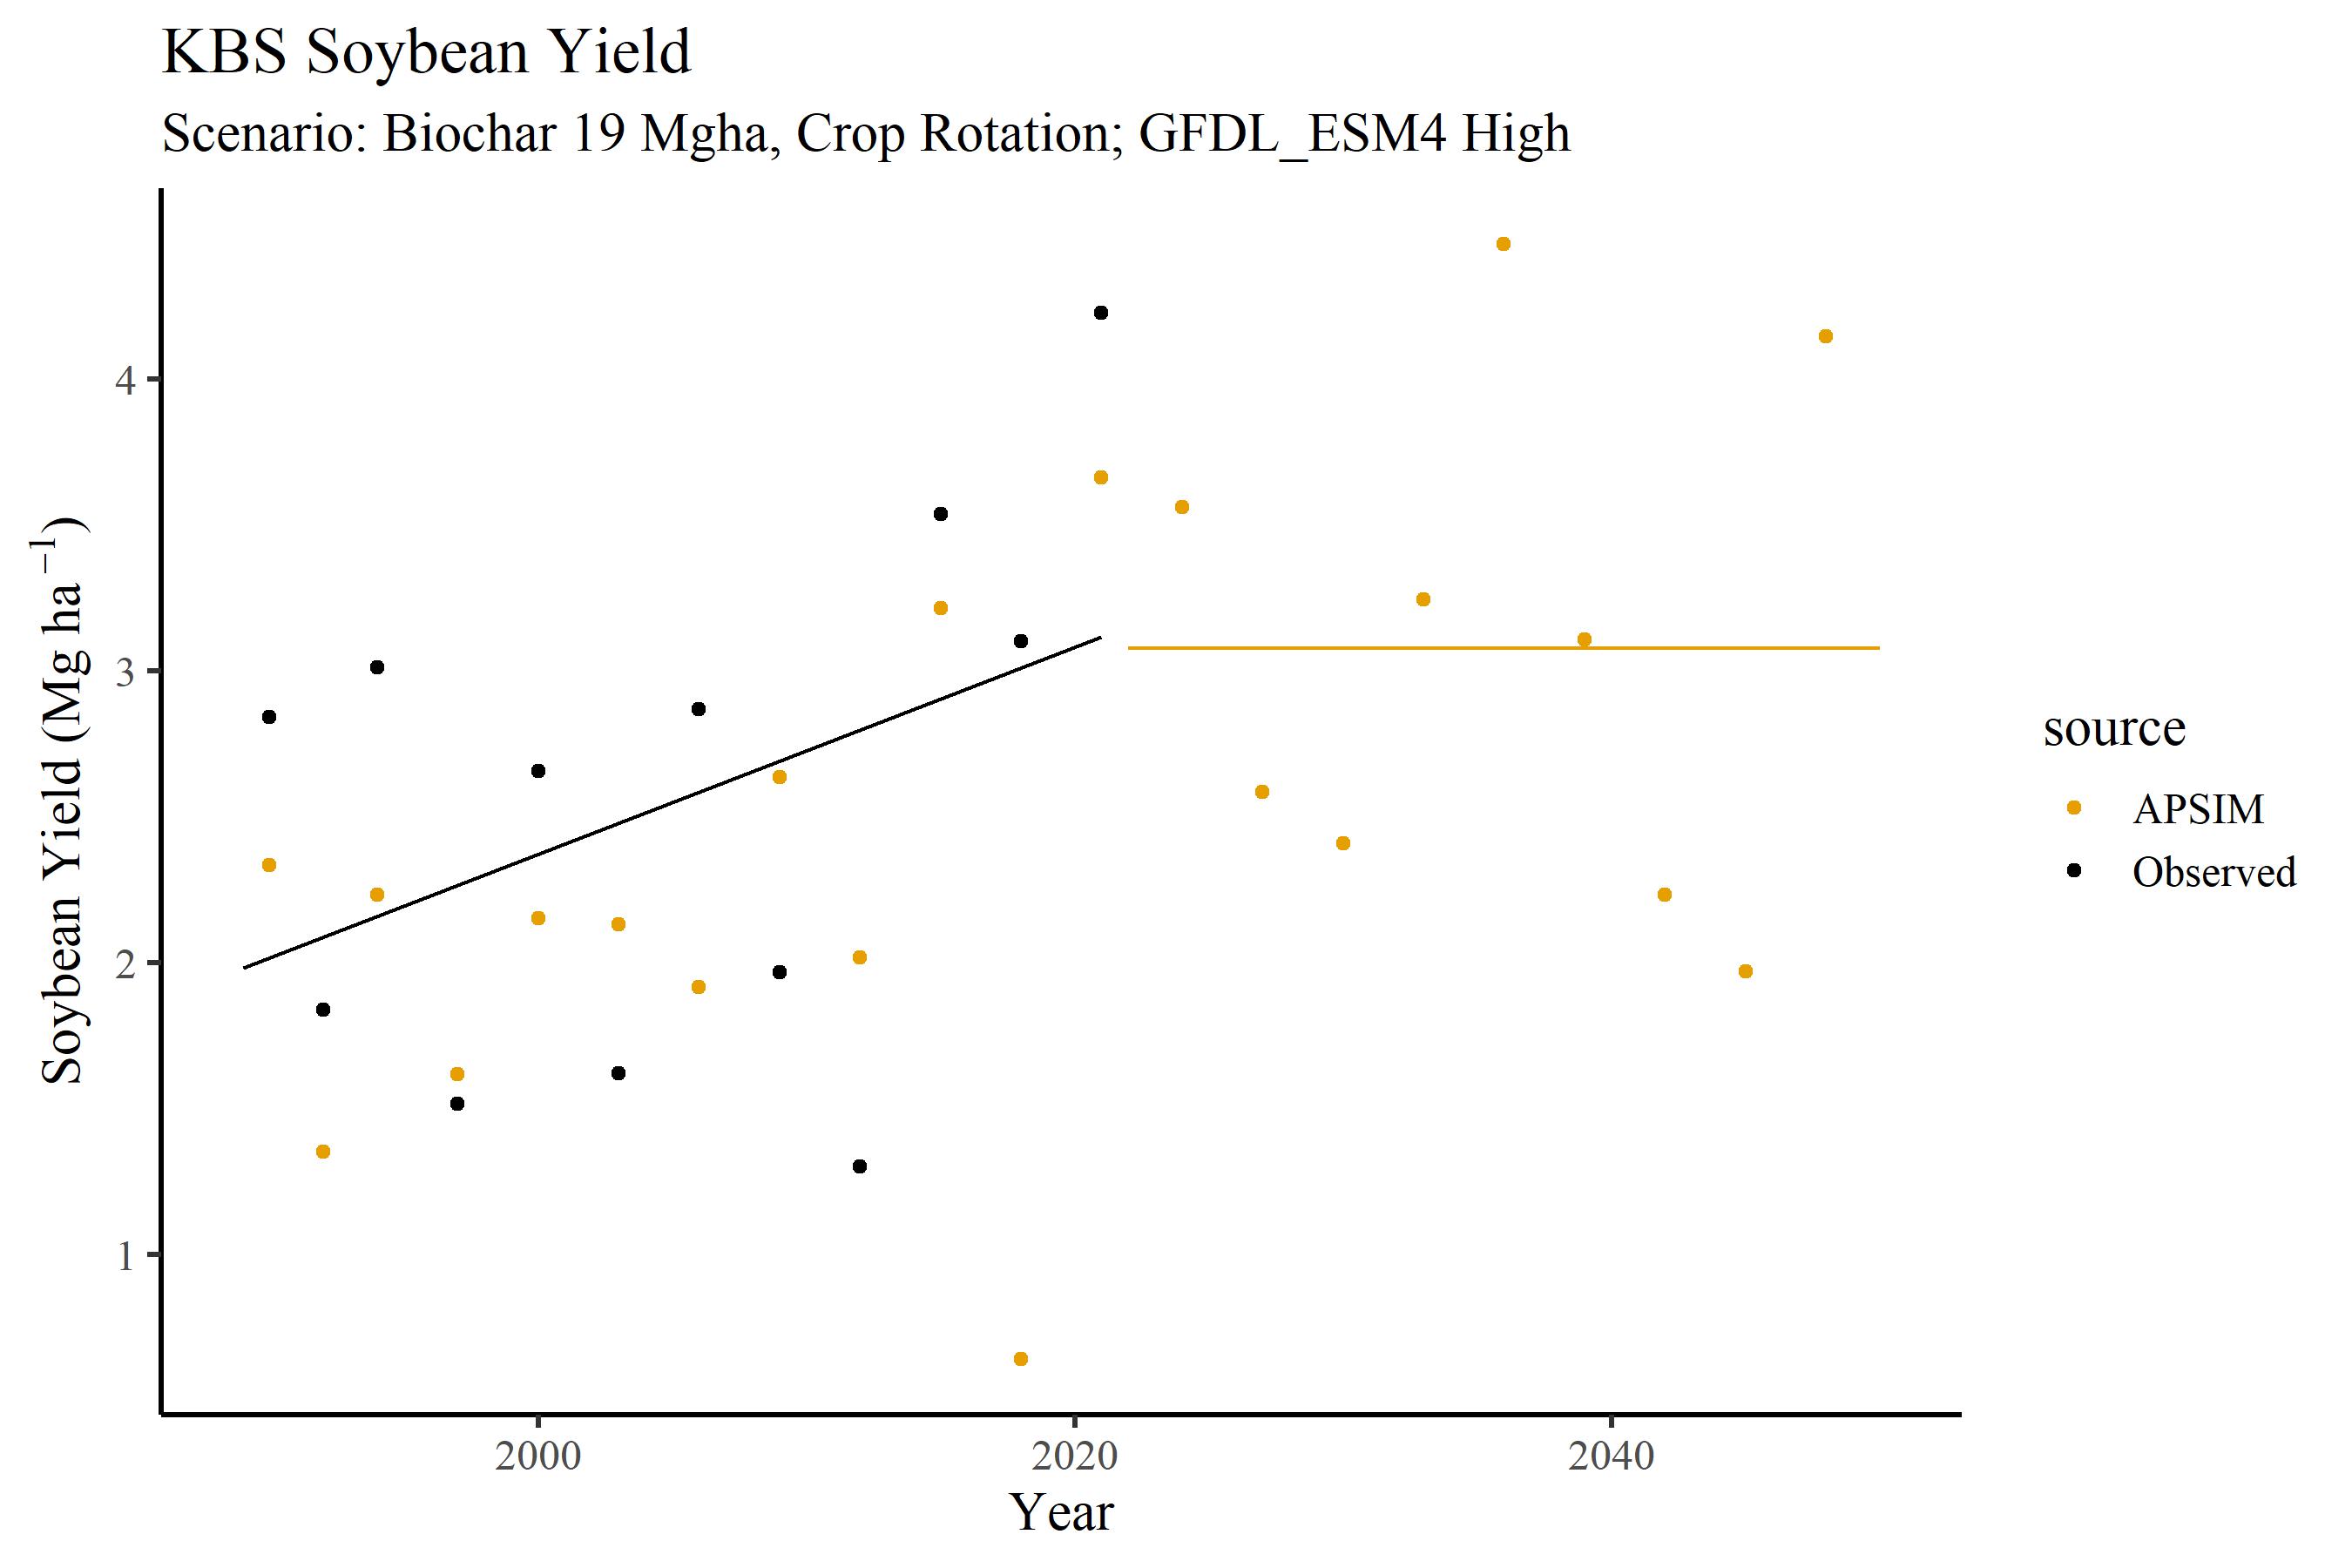 KBS Soybean Yield
Scenario: Biochar 19 Mgha, Crop Rotation; GFDL_ESM4 High
Soybean Yield (Mg ha⁻¹)
4
3
2
1
2000 2020 2040
Year
source
APSIM
Observed